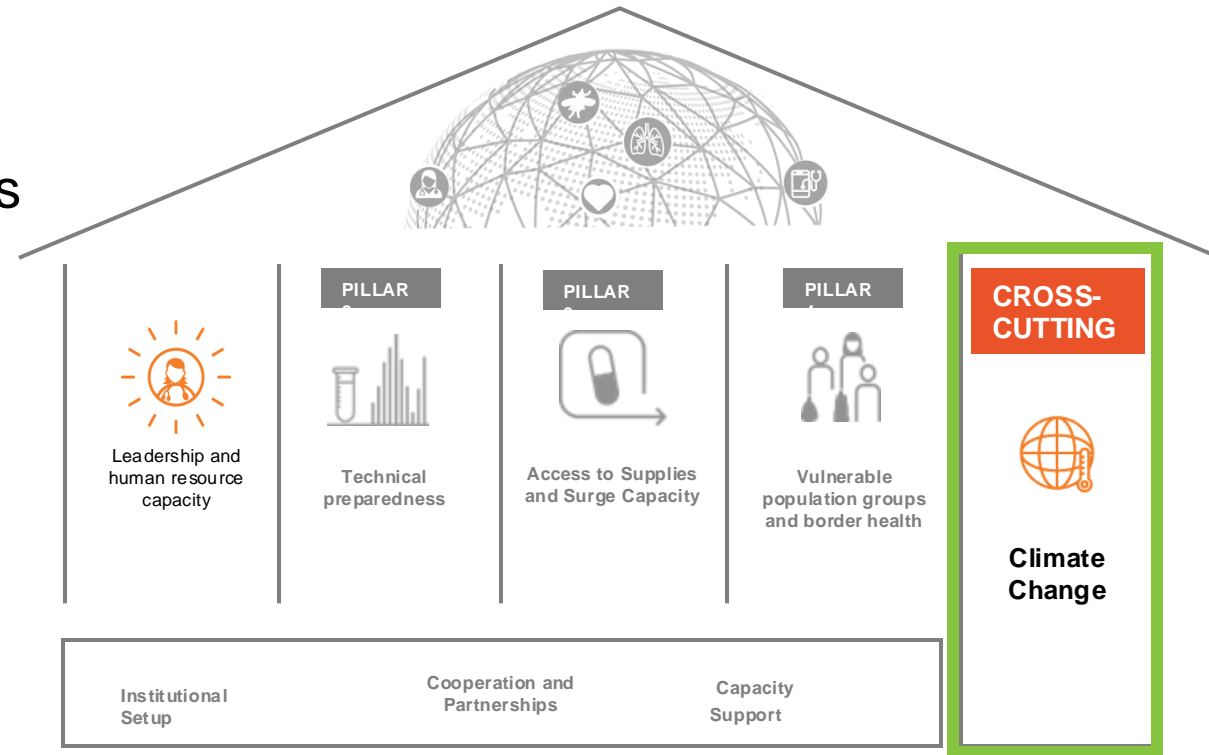 s
PILLAR
PILLAR
PILLAR
CROSS-
CUTTING
Leadership and
human resource
capacity
Technical
preparedness
Access to Supplies
and Surge Capacity
Vulnerable
population groups
and border health
Climate
Change
Institutional
Setup
Cooperation and
Partnerships
Capacity
Support